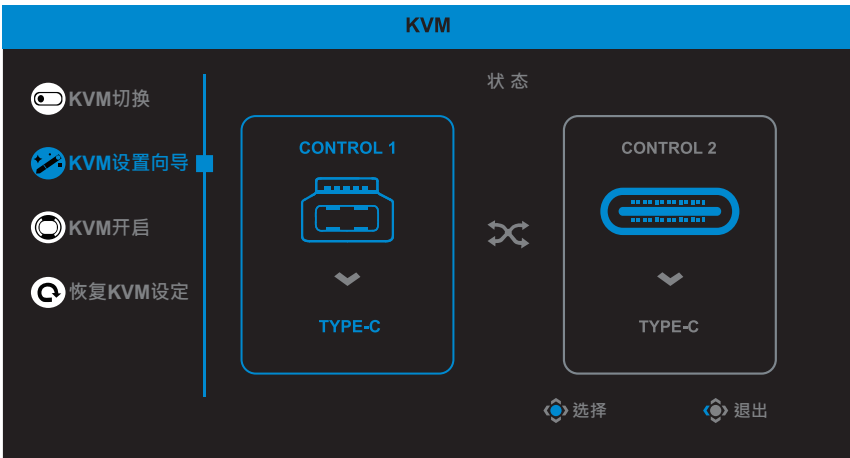 KVM
KVM切换
KVM设置向导
KVM开启
恢复KVM设定
状 态
CONTROL 1
TYPE-C
CONTROL 2
TYPE-C
选择
退出